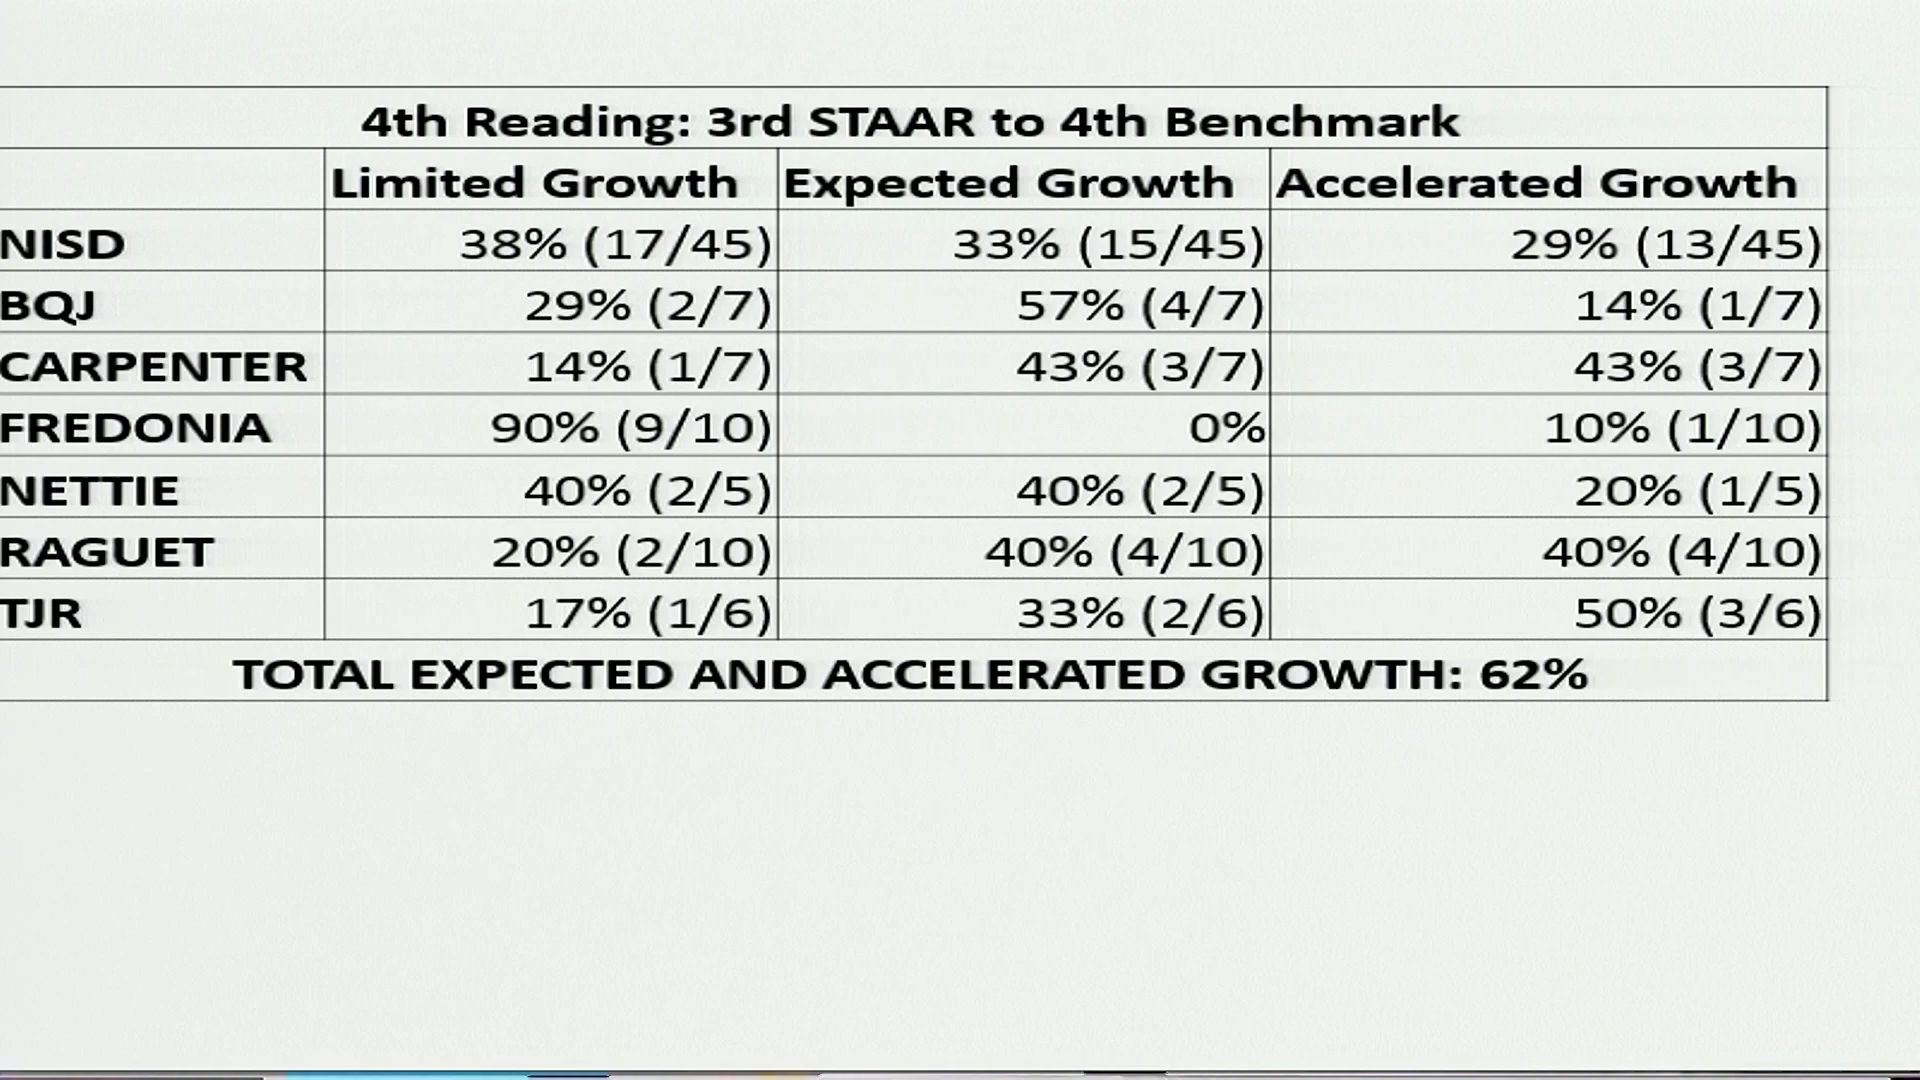 4th Reading: 3rd STAAR to 4th Benchmark
Limited Growth Expected Growth Accelerated Growth
NISD 38% (17/45) 33% (15/45) 29% (13/45)
BQJ 29% (2/7) 57% (4/7) 14% (1/7)
CARPENTER 14% (1/7) 43% (3/7) 43% (3/7)
FREDONIA 90% (9/10) 0% 10% (1/10)
NETTIE 40% (2/5) 40% (2/5) 20% (1/5)
RAGUET 20% (2/10) 40% (4/10) 40% (4/10)
TJR 17% (1/6) 33% (2/6) 50% (3/6)
TOTAL EXPECTED AND ACCELERATED GROWTH: 62%